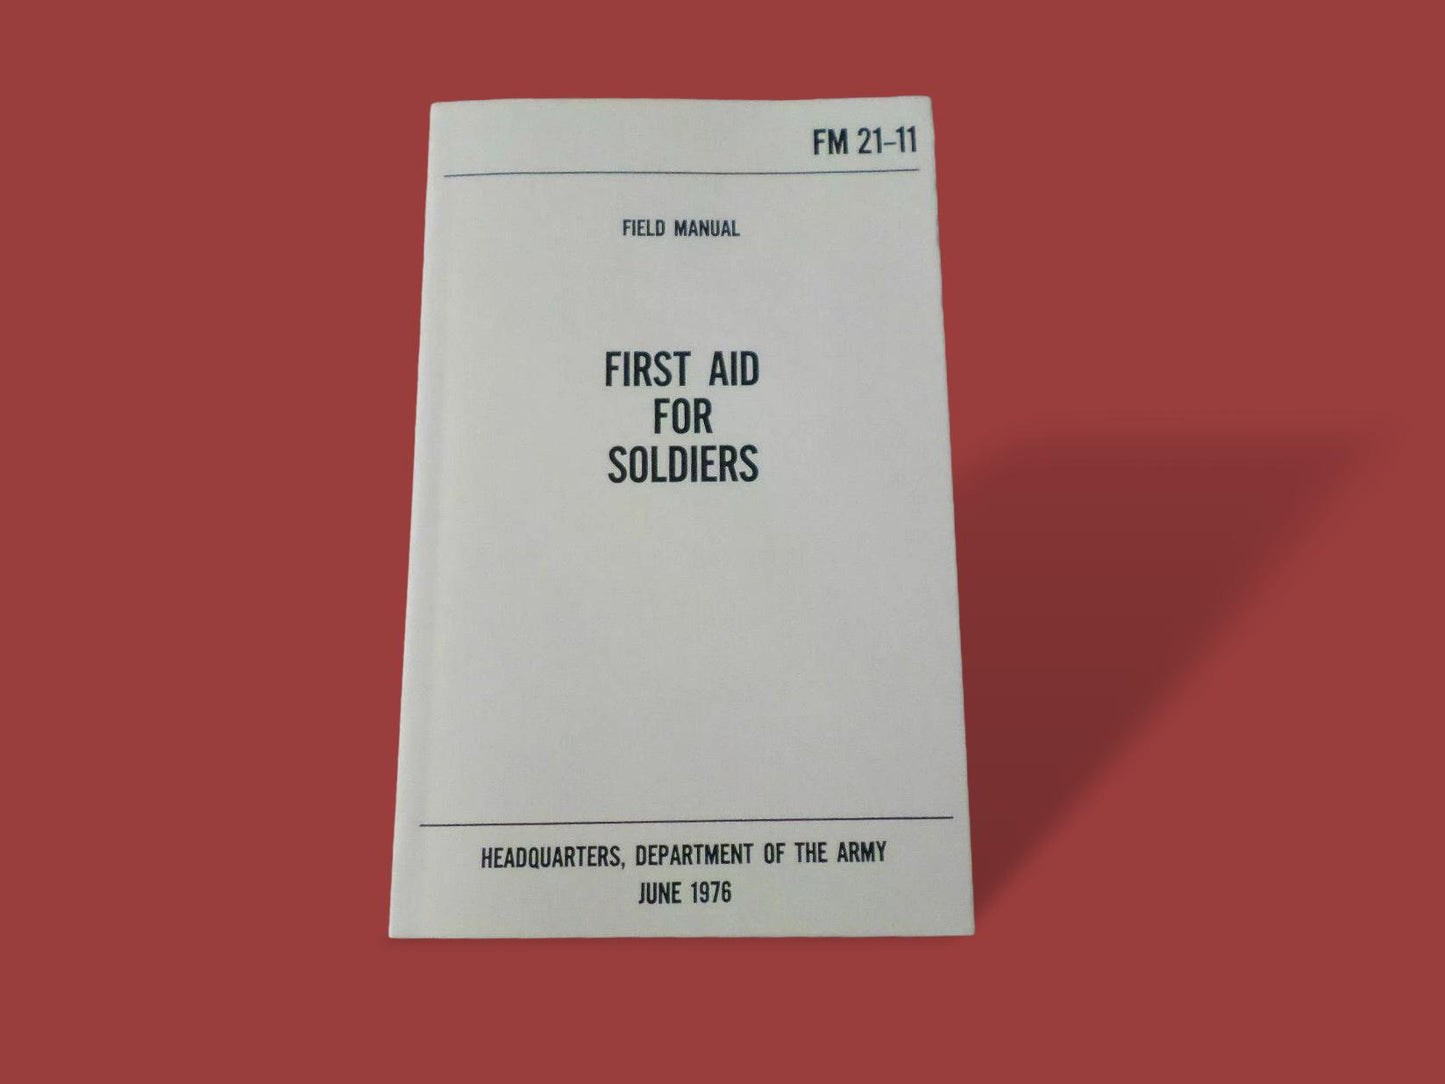 FM 21–11
FIELD MANUAL
FIRST AID
FOR
SOLDIERS
HEADQUARTERS, DEPARTMENT OF THE ARMY
JUNE 1976